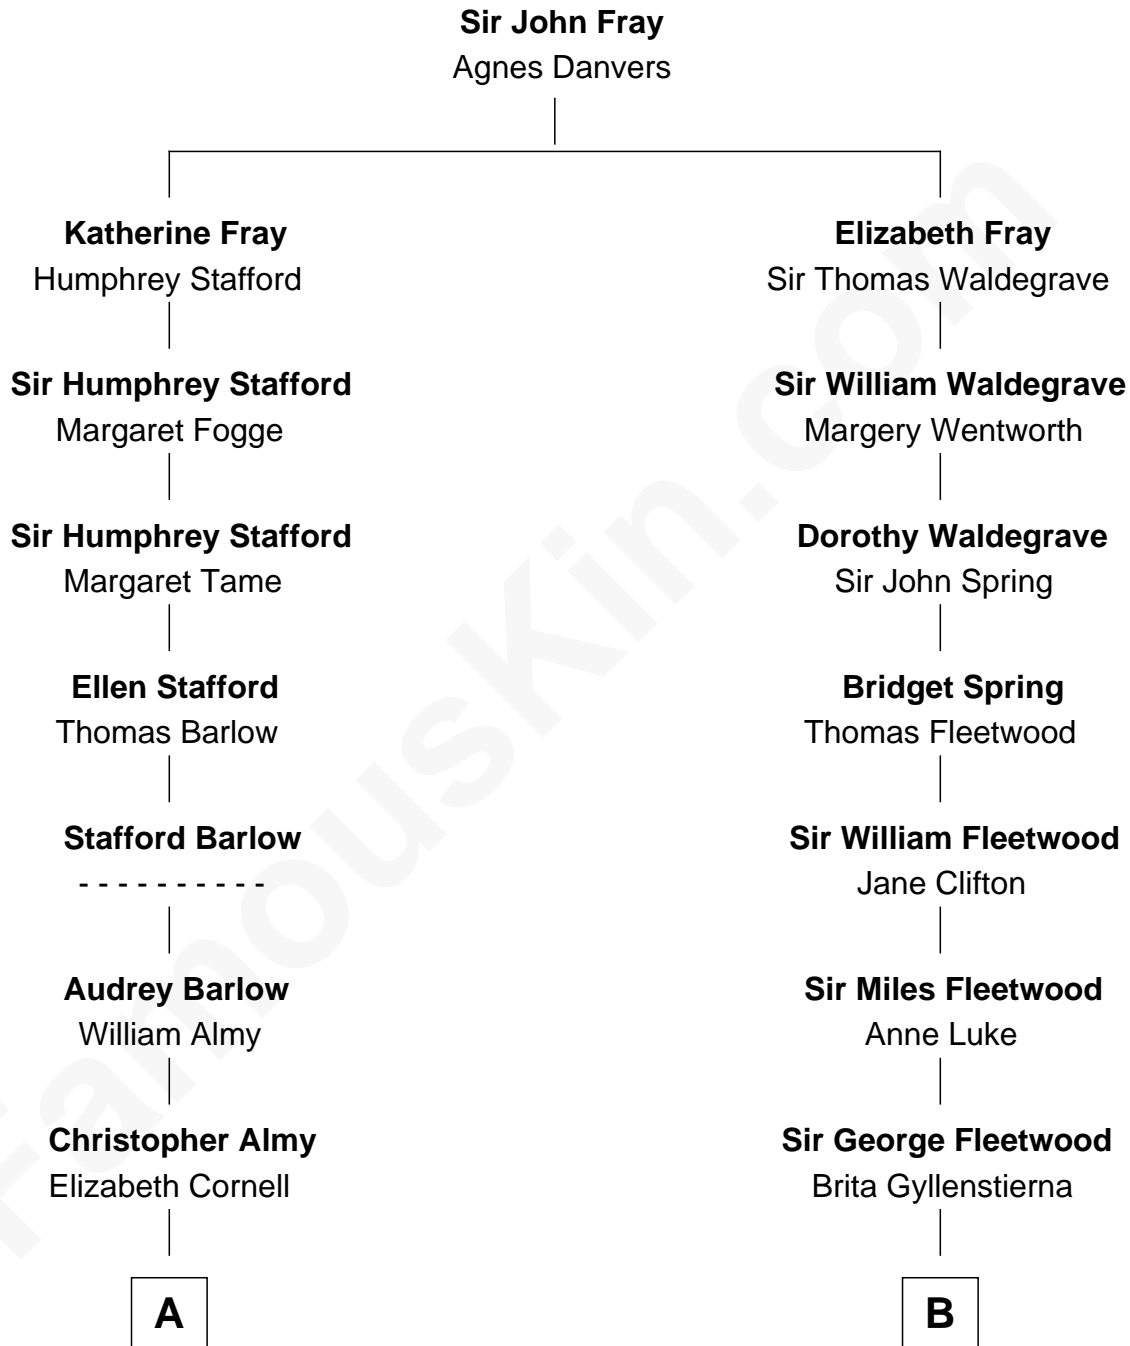 Sir John Fray
Agnes Danvers
Katherine Fray
Humphrey Stafford
Elizabeth Fray
Sir Thomas Waldegrave
Sir Humphrey Stafford
Margaret Fogge
Sir William Waldegrave
Margery Wentworth
Sir Humphrey Stafford
Margaret Tame
Dorothy Waldegrave
Sir John Spring
Ellen Stafford
Thomas Barlow
Bridget Spring
Thomas Fleetwood
Stafford Barlow
- - - - - - - - - -
Sir William Fleetwood
Jane Clifton
Audrey Barlow
William Almy
Sir Miles Fleetwood
Anne Luke
Christopher Almy
Elizabeth Cornell
Sir George Fleetwood
Brita Gyllenstierna
A
B
FamousKin.com